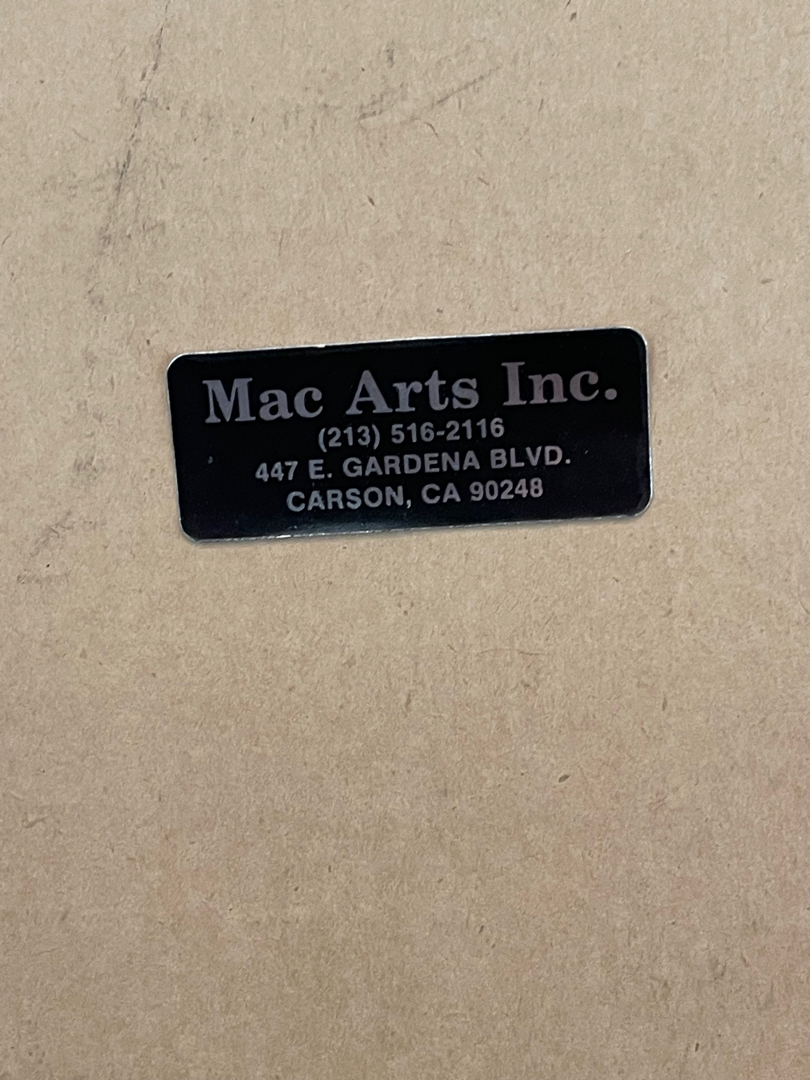 Mac Arts Inc.
(213) 516-2116
447 E. GARDENA BLVD.
CARSON, CA 90248